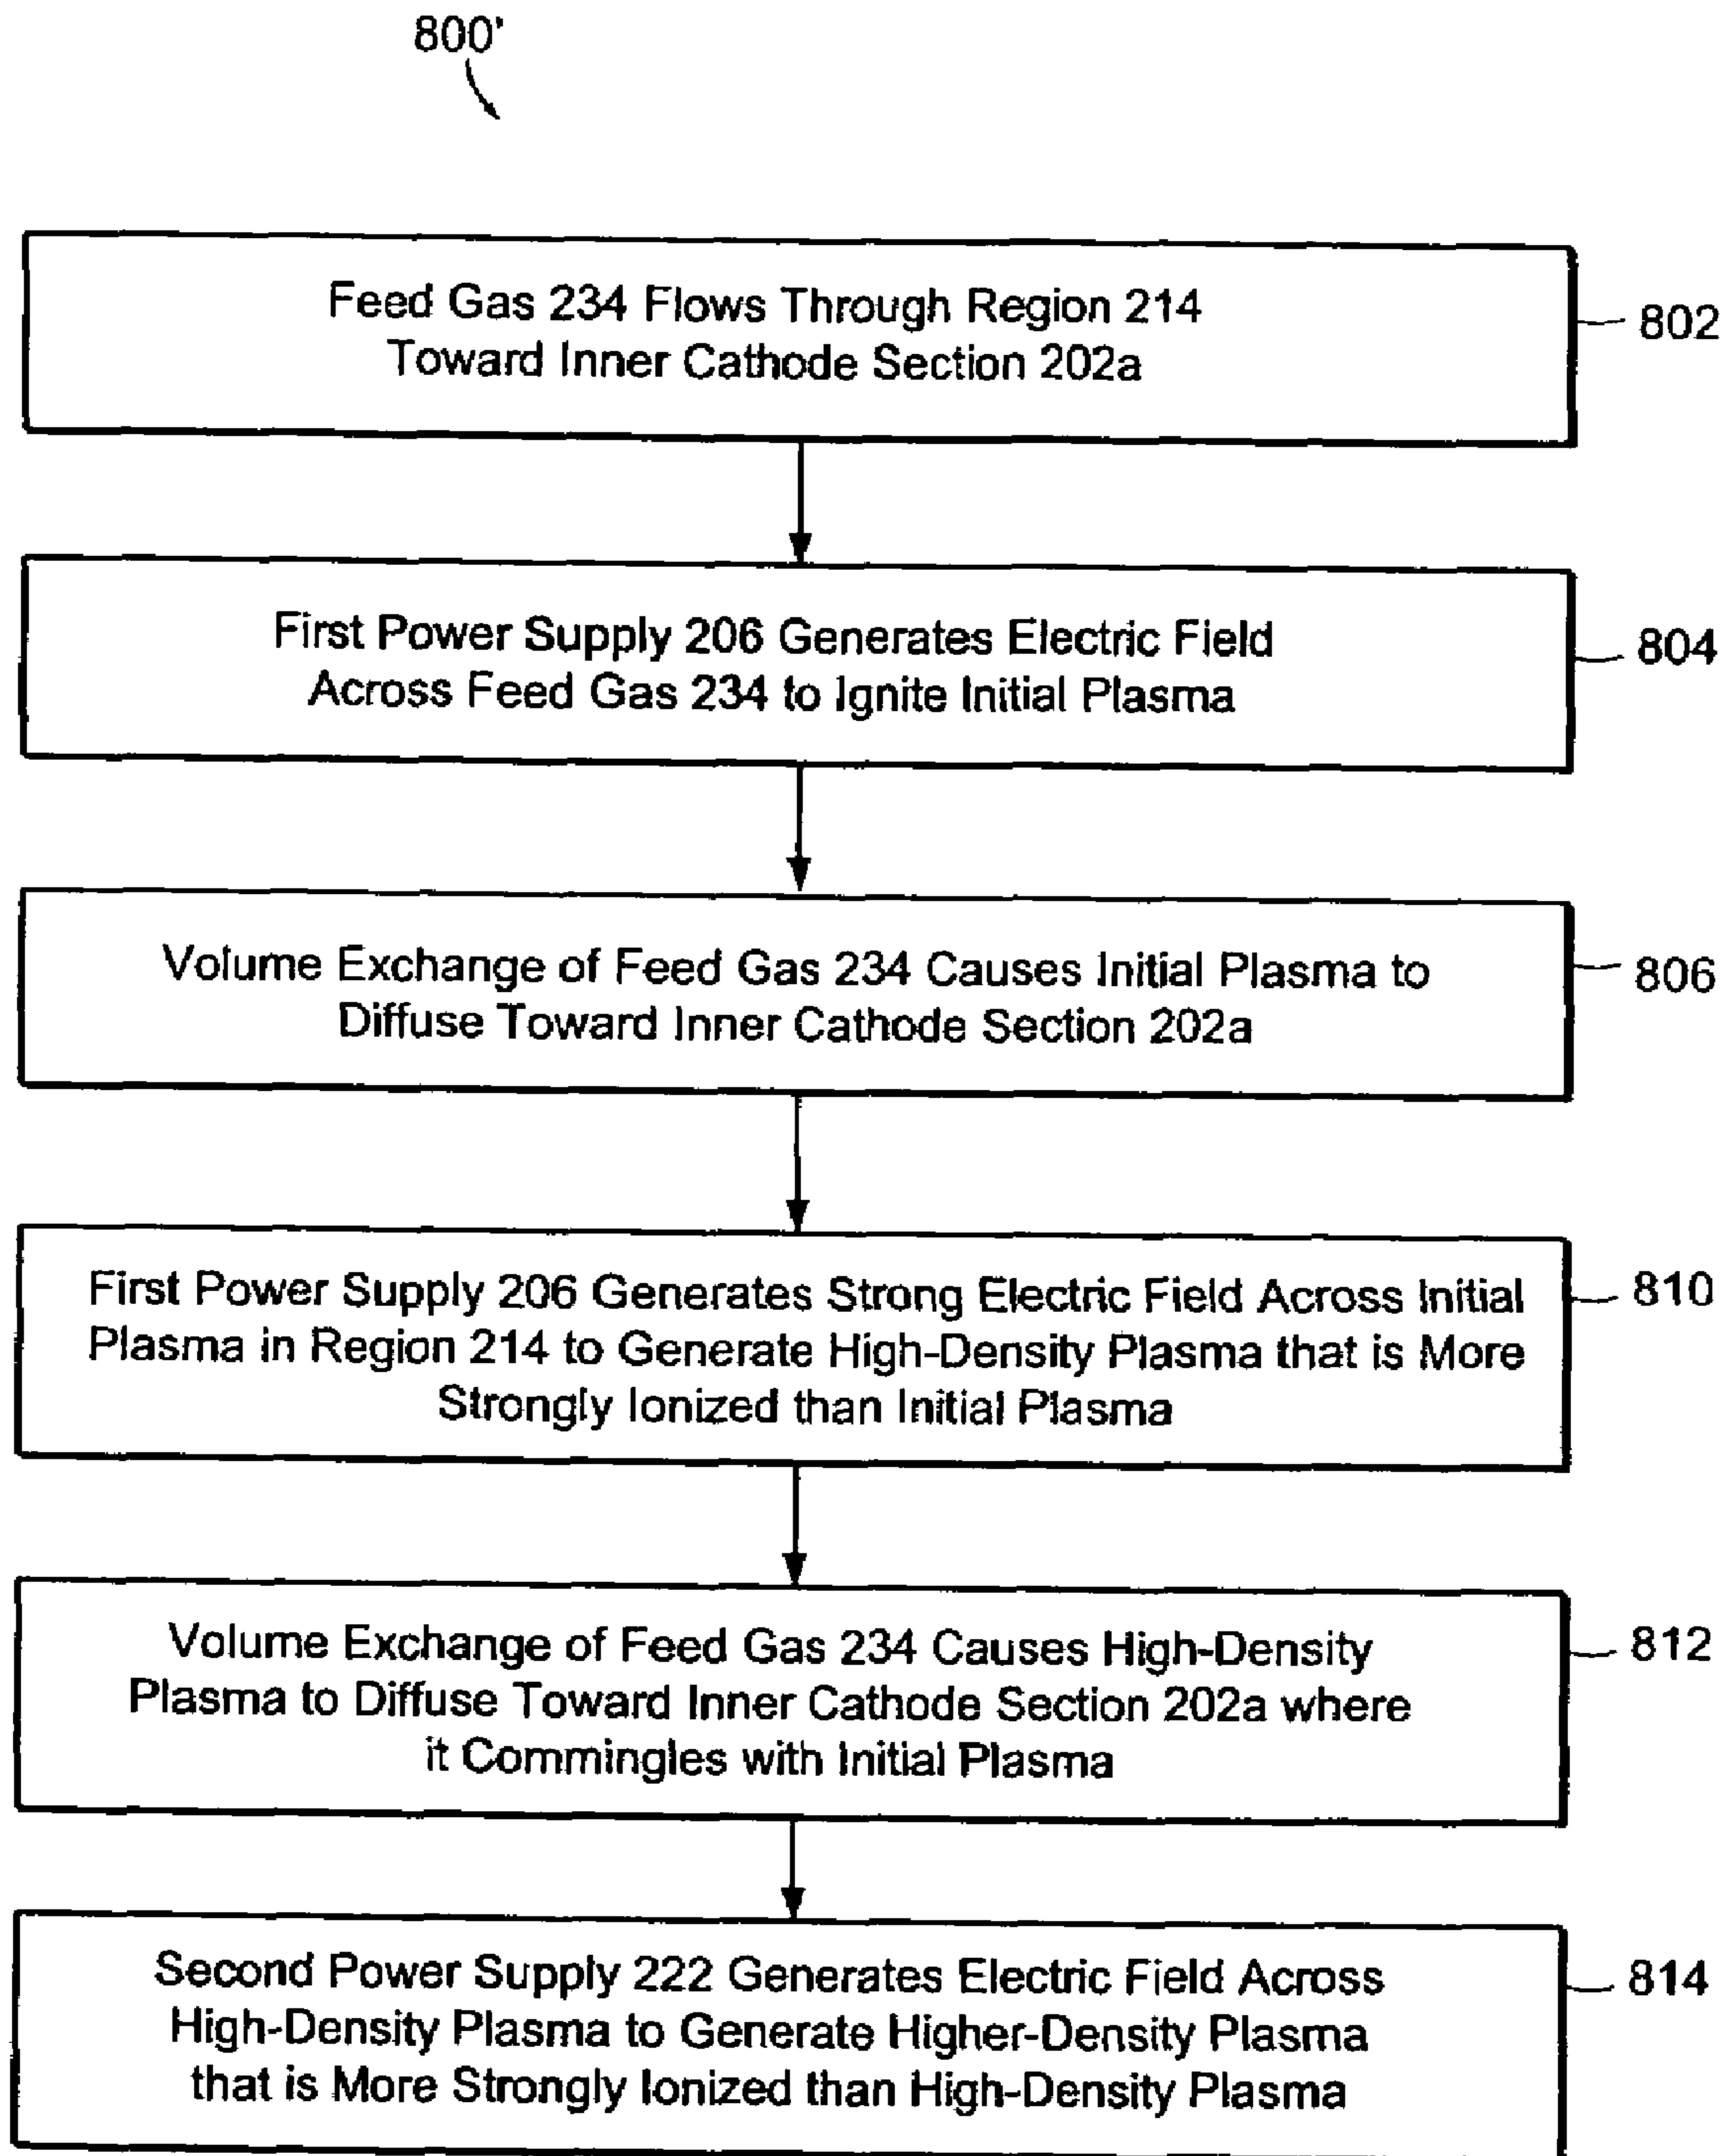 800'
Feed Gas 234 Flows Through Region 214
Toward Inner Cathode Section 202a
802
First Power Supply 206 Generates Electric Field
Across Feed Gas 234 to Ignite Initial Plasma
804
Volume Exchange of Feed Gas 234 Causes Initial Plasma to
Diffuse Toward Inner Cathode Section 202a
806
First Power Supply 206 Generates Strong Electric Field Across Initial
Plasma in Region 214 to Generate High-Density Plasma that is More
Strongly Ionized than Initial Plasma
810
Volume Exchange of Feed Gas 234 Causes High-Density
Plasma to Diffuse Toward Inner Cathode Section 202a where
it Commingles with Initial Plasma
812
Second Power Supply 222 Generates Electric Field Across
High-Density Plasma to Generate Higher-Density Plasma
that is More Strongly Ionized than High-Density Plasma
814